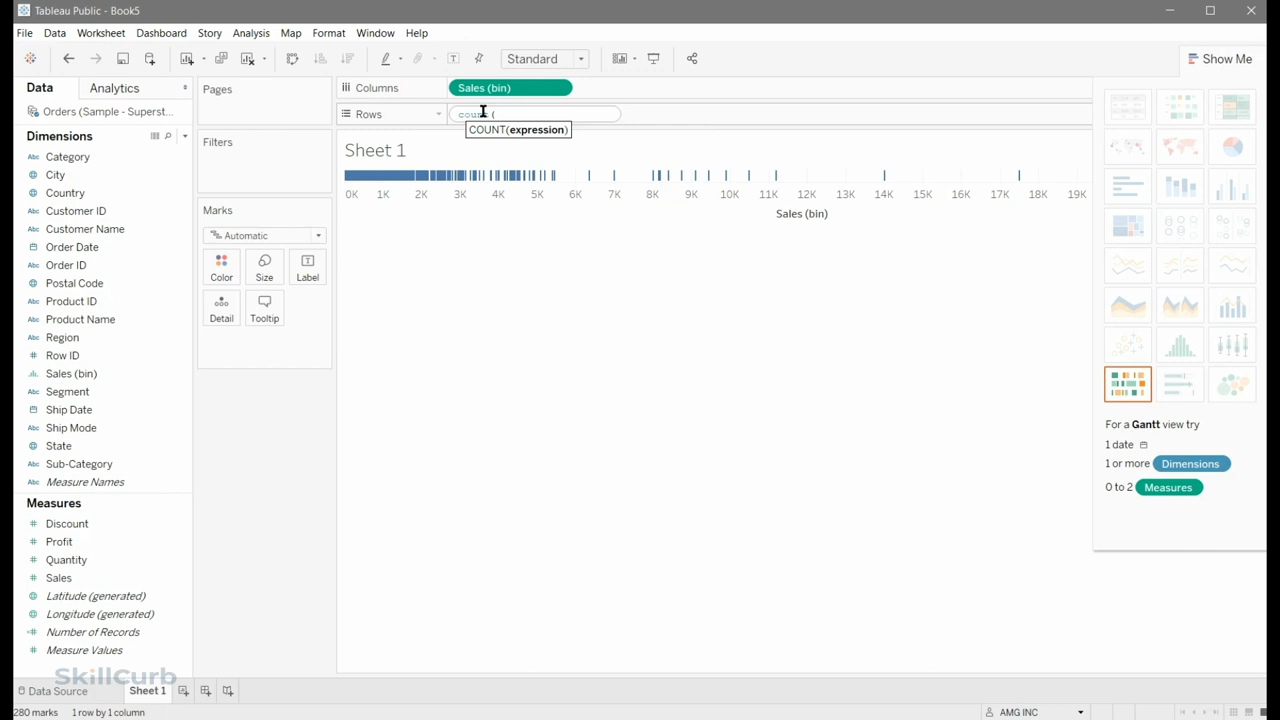 Tableau Public - Book5
File Data Worksheet Dashboard Story Analysis Map Format Window Help
Standard
Show Me
Data Analytics
Orders (Sample - Superst...
Dimensions
Category
City
Country
Customer ID
Customer Name
Order Date
Order ID
Postal Code
Product ID
Product Name
Region
Row ID
Sales (bin)
Segment
Ship Date
Ship Mode
State
Sub-Category
Measure Names
Measures
Discount
Profit
Quantity
Sales
Latitude (generated)
Longitude (generated)
Number of Records
Measure Values
SkillCurb
Pages
Filters
Marks
Automatic
Color Size Label
Detail Tooltip
Columns Sales (bin)
Rows count (
COUNT(expression)
Sheet 1
0K 1K 2K 3K 4K 5K 6K 7K 8K 9K 10K 11K 12K 13K 14K 15K 16K 17K 18K 19K
Sales (bin)
For a Gantt view try
1 date
1 or more Dimensions
0 to 2 Measures
Data Source Sheet 1
280 marks 1 row by 1 column
AMG INC